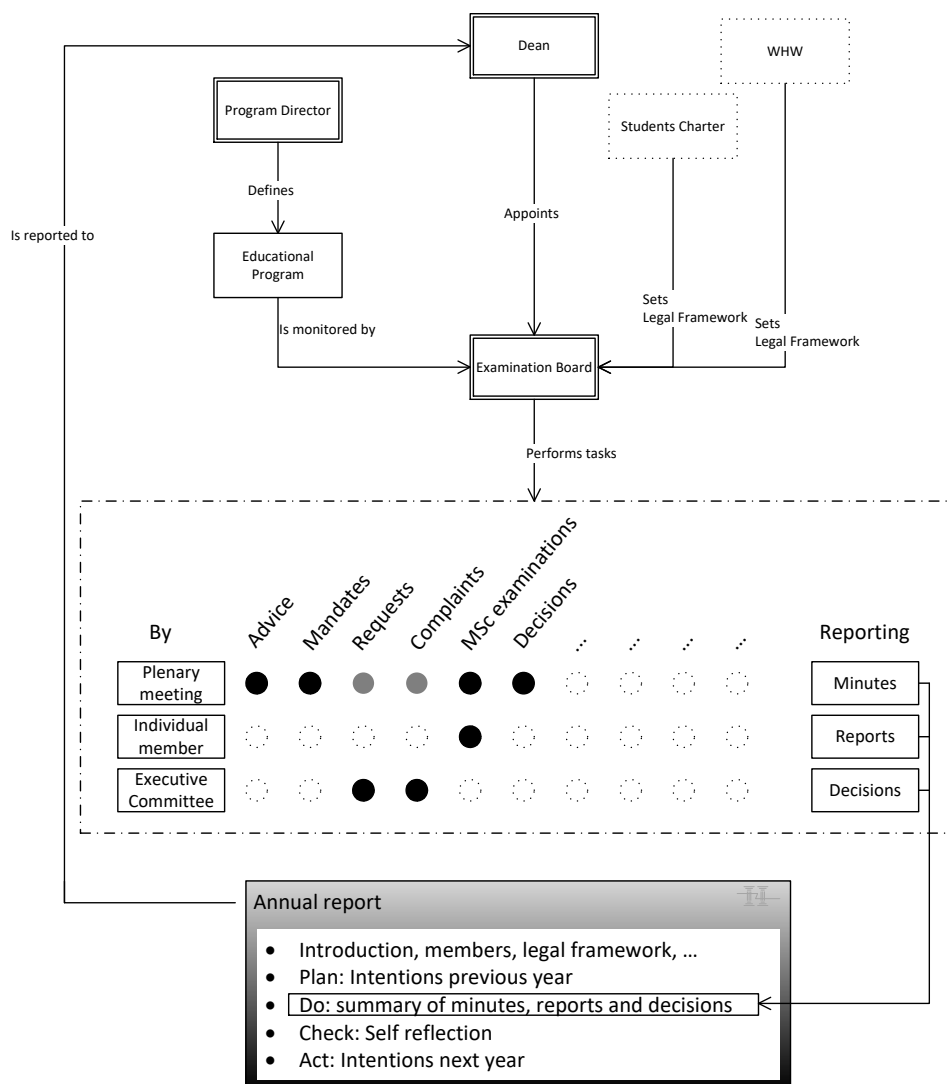 Dean
WHW
Program Director
Students Charter
Defines
Appoints
Is reported to
Educational
Program
Sets
Legal Framework
Sets
Legal Framework
Is monitored by
Examination Board
Performs tasks
By
Advice
Mandates
Requests
Complaints
MSc examinations
Decisions
...
...
...
...
Reporting
Plenary
meeting
Minutes
Individual
member
Reports
Executive
Committee
Decisions
Annual report
• Introduction, members, legal framework, ...
• Plan: Intentions previous year
• Do: summary of minutes, reports and decisions
• Check: Self reflection
• Act: Intentions next year